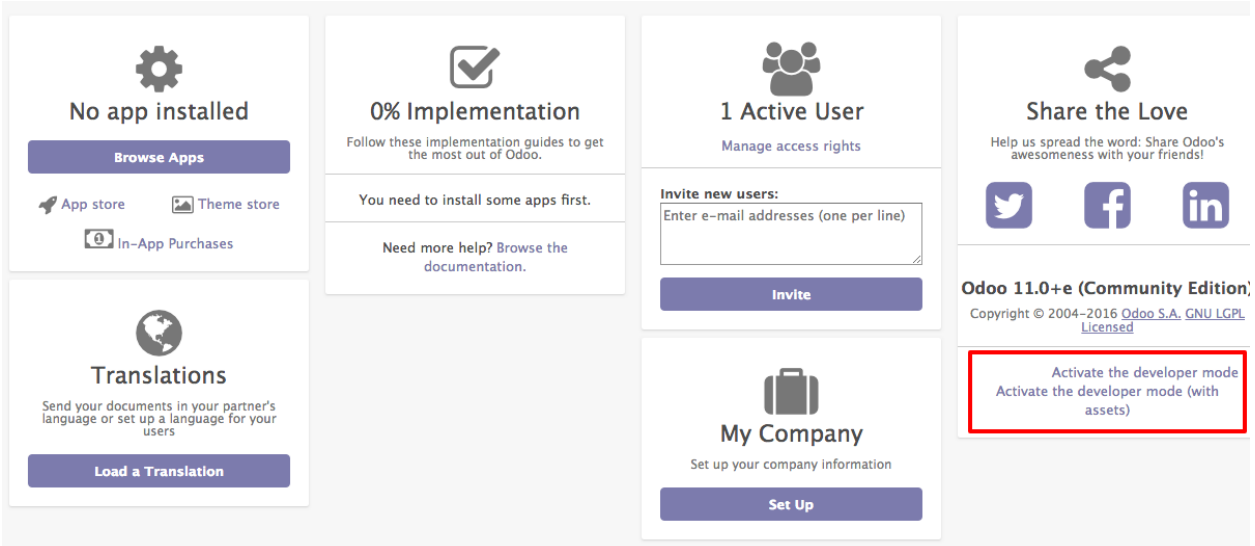 No app installed
Browse Apps
App store
Theme store
In-App Purchases
Translations
Send your documents in your partner's
language or set up a language for your
users
Load a Translation
0% Implementation
Follow these implementation guides to get
the most out of Odoo.
You need to install some apps first.
Need more help? Browse the
documentation.
1 Active User
Manage access rights
Invite new users:
Enter e-mail addresses (one per line)
Invite
My Company
Set up your company information
Set Up
Share the Love
Help us spread the word: Share Odoo's
awesomeness with your friends!
Odoo 11.0+e (Community Edition)
Copyright © 2004-2016 Odoo S.A. GNU LGPL
Licensed
Activate the developer mode
Activate the developer mode (with
assets)